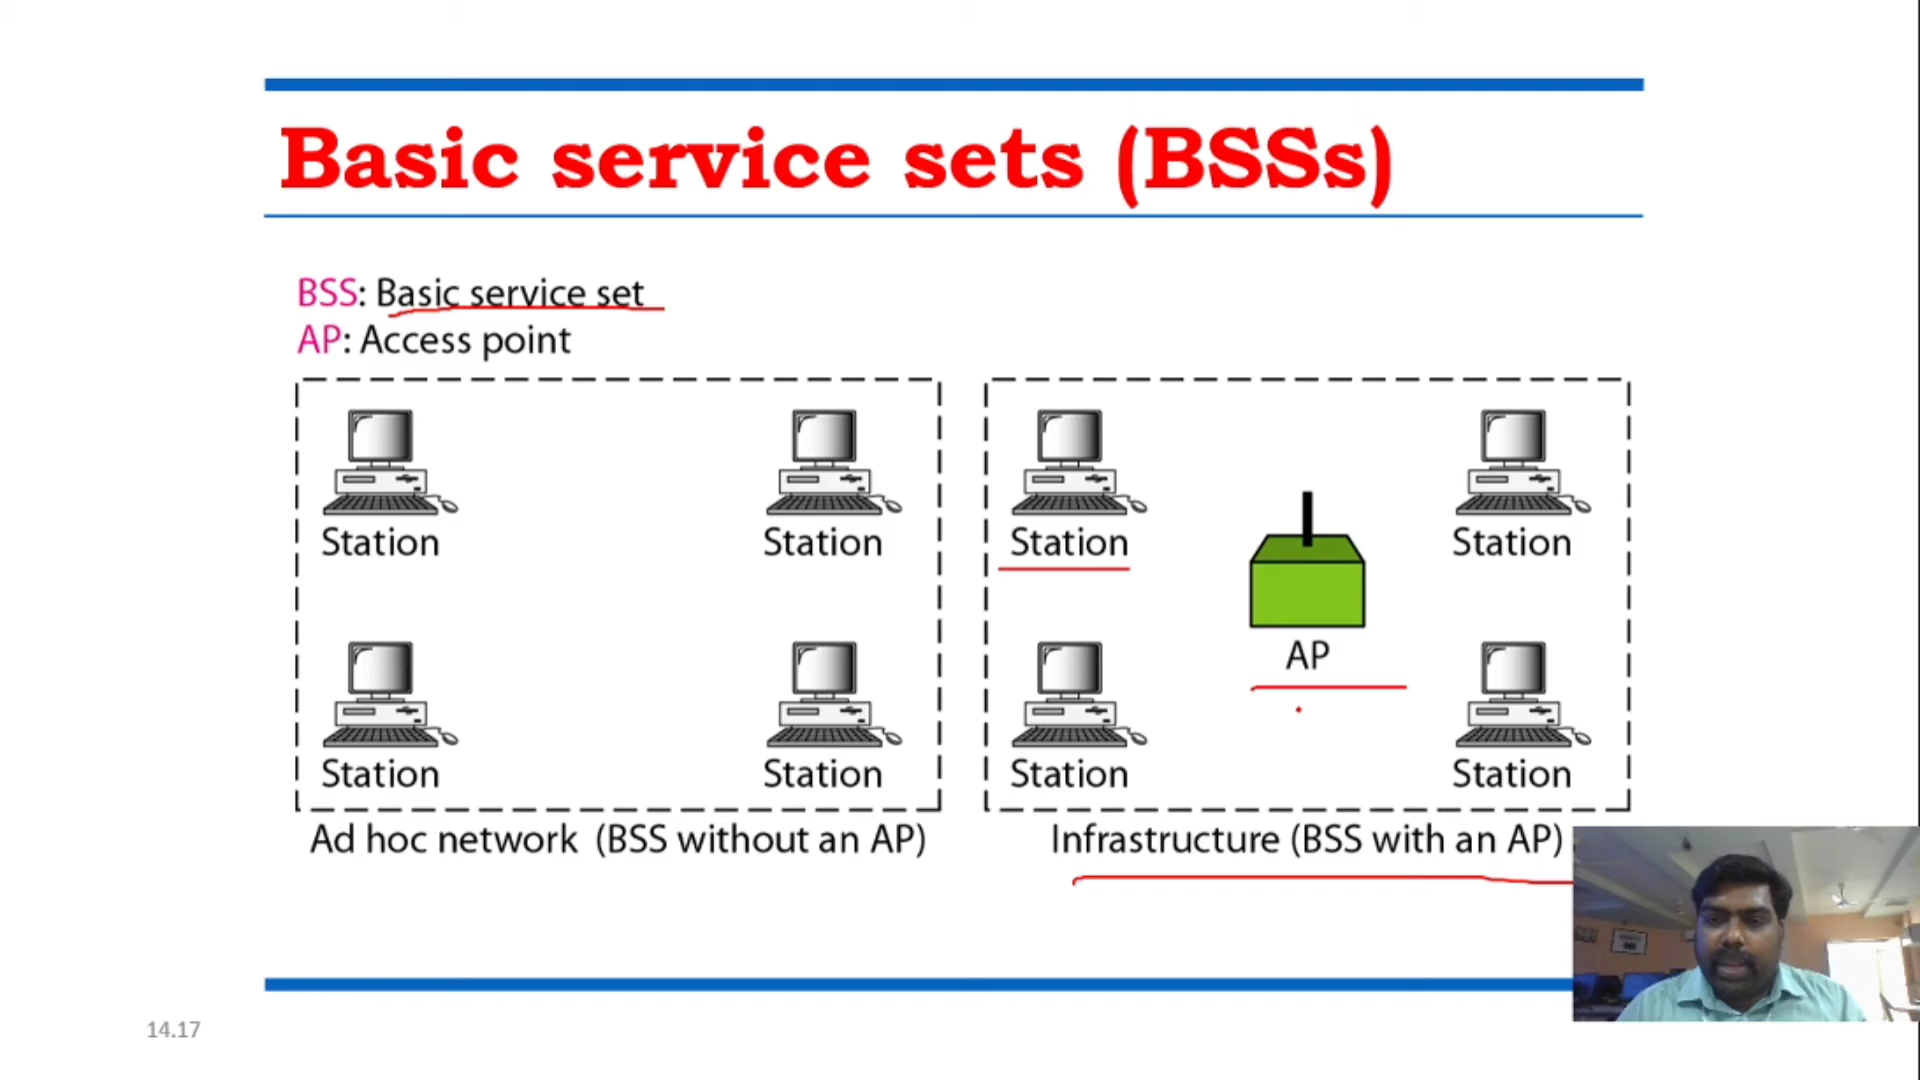 Basic service sets (BSSs)
BSS: Basic service set
AP: Access point
Station Station Station Station
AP
Station Station Station Station
Ad hoc network (BSS without an AP) Infrastructure (BSS with an AP)
14.17